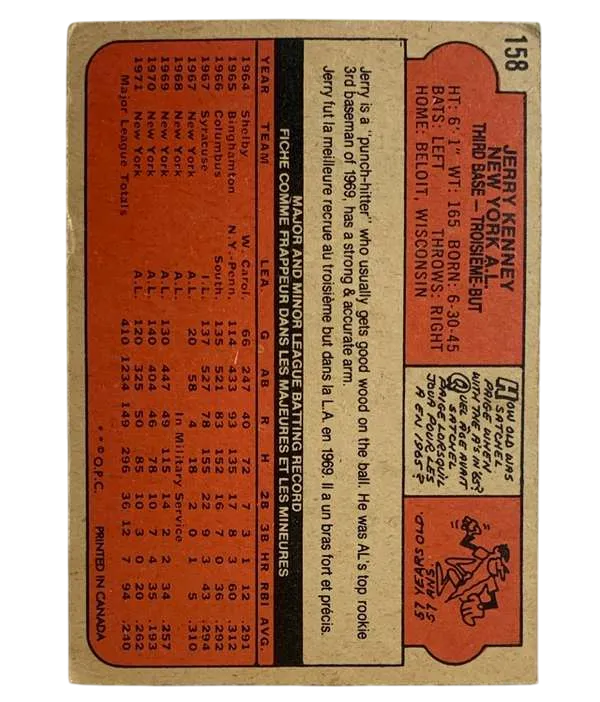 158
JERRY KENNEY
NEW YORK A.L.
THIRD BASE — TROISIÈME-BUT
HT: 6'1" WT: 165 BORN: 6-30-45
BATS: LEFT THROWS: RIGHT
HOME: BELOIT, WISCONSIN
HOW OLD WAS
SATCHEL
PAIGE WHEN
WITH THE A'S IN '65?
QUEL AGE AVAIT
SATCHEL
PAIGE LORSQU'IL
JOUA POUR LES
A EN 1965?
57 YEARS OLD.
57 ANS
Jerry is a "punch-hitter" who usually gets good wood on the ball. He was AL's top rookie
3rd baseman of 1969, has a strong & accurate arm.
Jerry fut la meilleure recrue au troisième but dans la L.A. en 1969. Il a un bras fort et précis.
MAJOR AND MINOR LEAGUE BATTING RECORD
FICHE COMME FRAPPEUR DANS LES MAJEURES ET LES MINEURES
YEAR TEAM LEA G AB R H 2B 3B HR RBI AVG.
1964 Shelby W. Carol. 66 247 40 72 7 3 1 12 .291
1965 Binghamton N.Y.-Penn. 114 433 93 135 17 8 3 60 .312
1966 Columbus South. 135 521 83 152 16 7 0 36 .292
1967 Syracuse I.L. 137 527 78 155 22 9 3 43 .294
1967 New York A.L. 20 58 4 18 2 0 1 5 .310
1968 New York A.L. In Military Service
1969 New York A.L. 130 447 49 115 14 2 2 34 .257
1970 New York A.L. 140 404 46 78 10 7 4 35 .193
1971 New York A.L. 120 325 50 85 10 3 0 20 .262
Major League Totals 410 1234 149 296 36 12 7 94 .240
**©O.P.C. PRINTED IN CANADA